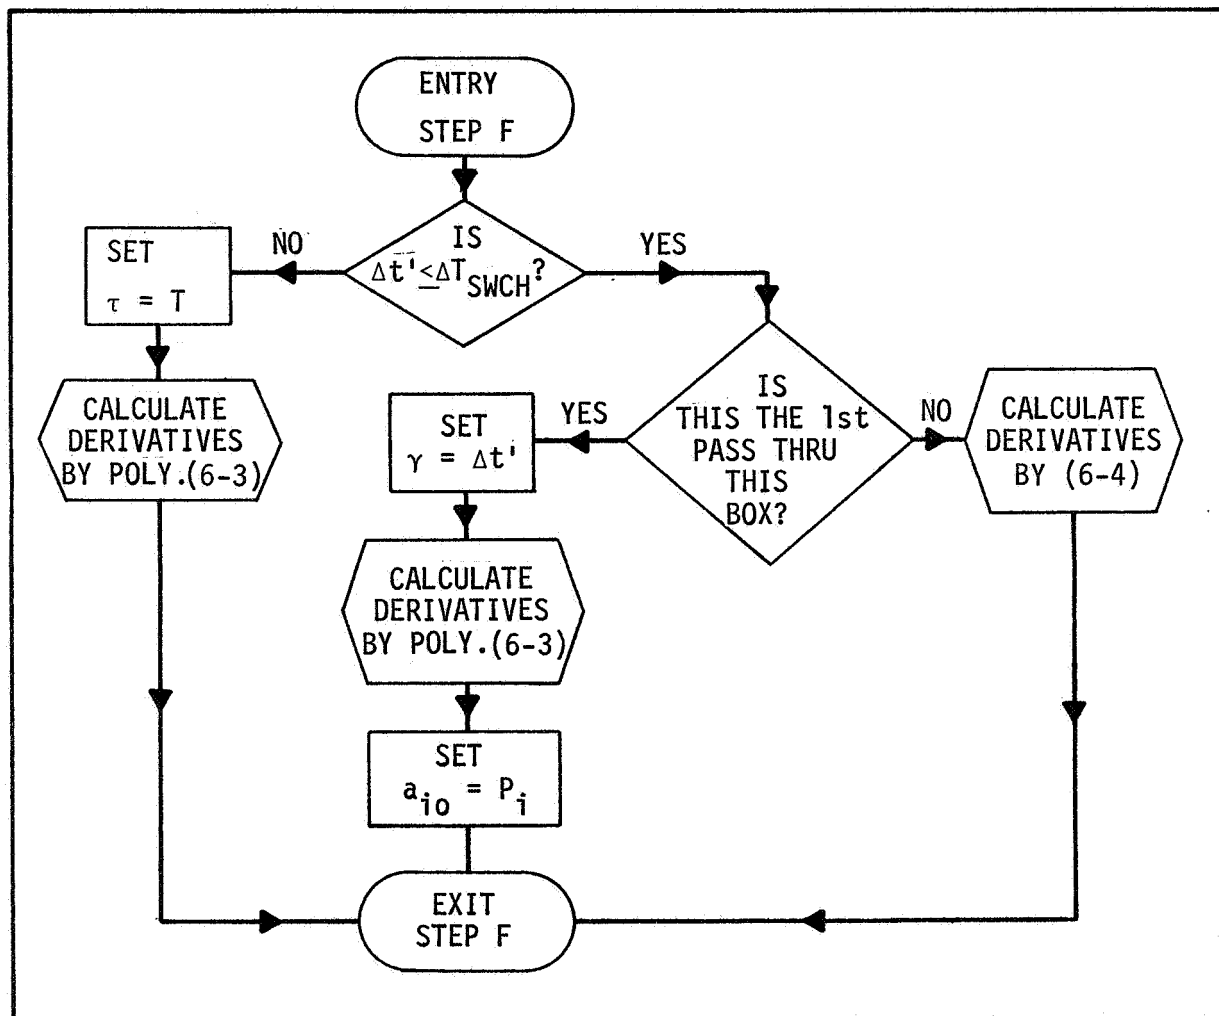 ENTRY
STEP F
IS
Δt'≤ΔT_SWCH?
NO
YES
SET
τ = T
CALCULATE
DERIVATIVES
BY POLY.(6-3)
IS
THIS THE 1st
PASS THRU
THIS
BOX?
YES
NO
SET
γ = Δt'
CALCULATE
DERIVATIVES
BY POLY.(6-3)
SET
a_io = P_i
CALCULATE
DERIVATIVES
BY (6-4)
EXIT
STEP F